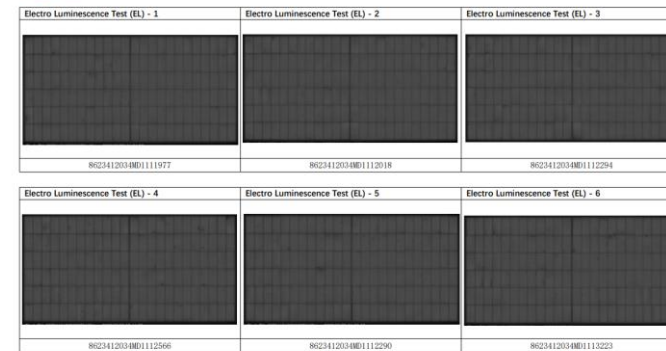 Electro Luminescence Test (EL) - 1
Electro Luminescence Test (EL) - 2
Electro Luminescence Test (EL) - 3
8623412034MD1111977
8623412034MD1112018
8623412034MD1112294
Electro Luminescence Test (EL) - 4
Electro Luminescence Test (EL) - 5
Electro Luminescence Test (EL) - 6
8623412034MD1112566
8623412034MD1112290
8623412034MD1113223